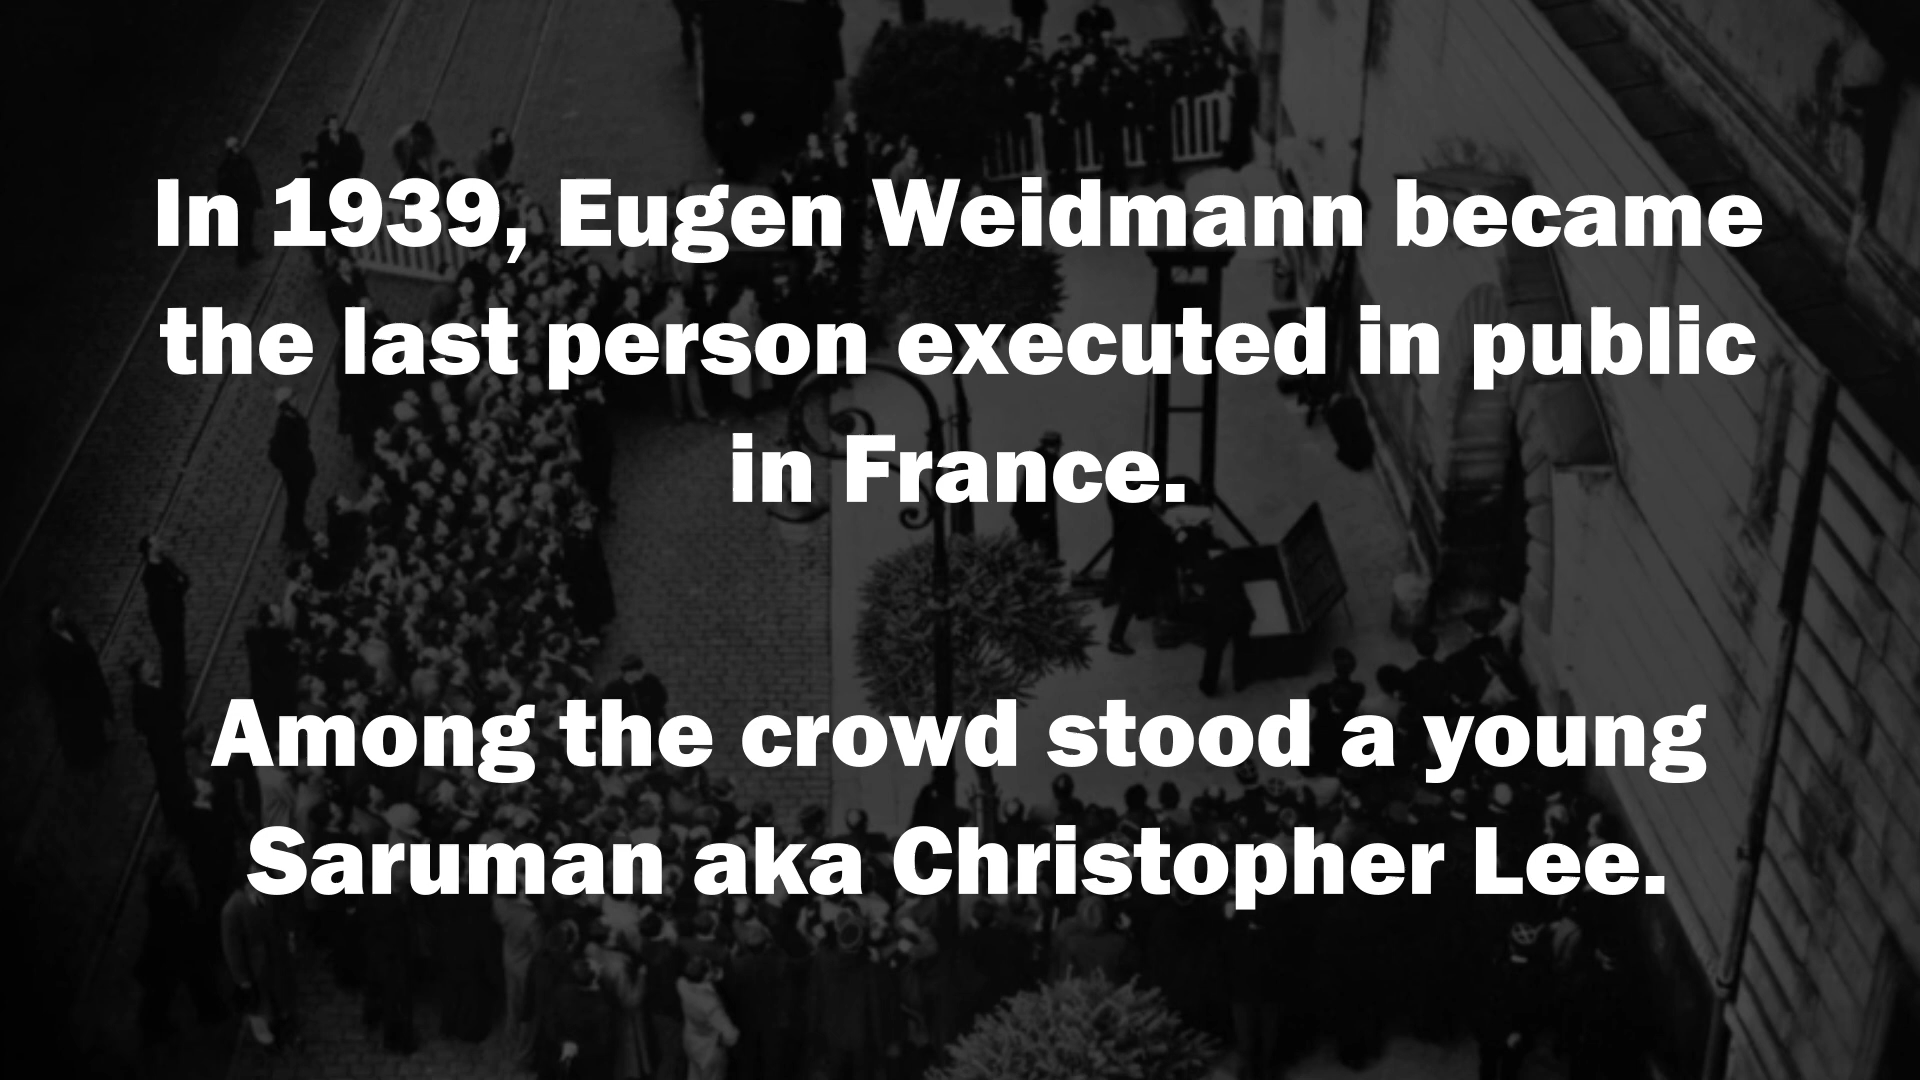 In 1939, Eugen Weidmann became
the last person executed in public
in France.
Among the crowd stood a young
Saruman aka Christopher Lee.